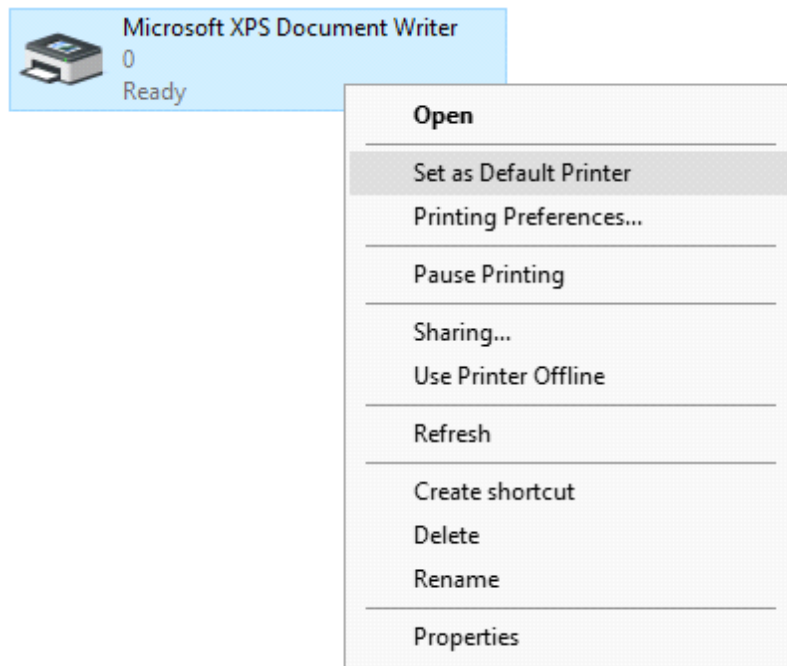 Microsoft XPS Document Writer
0
Ready
Open
Set as Default Printer
Printing Preferences...
Pause Printing
Sharing...
Use Printer Offline
Refresh
Create shortcut
Delete
Rename
Properties